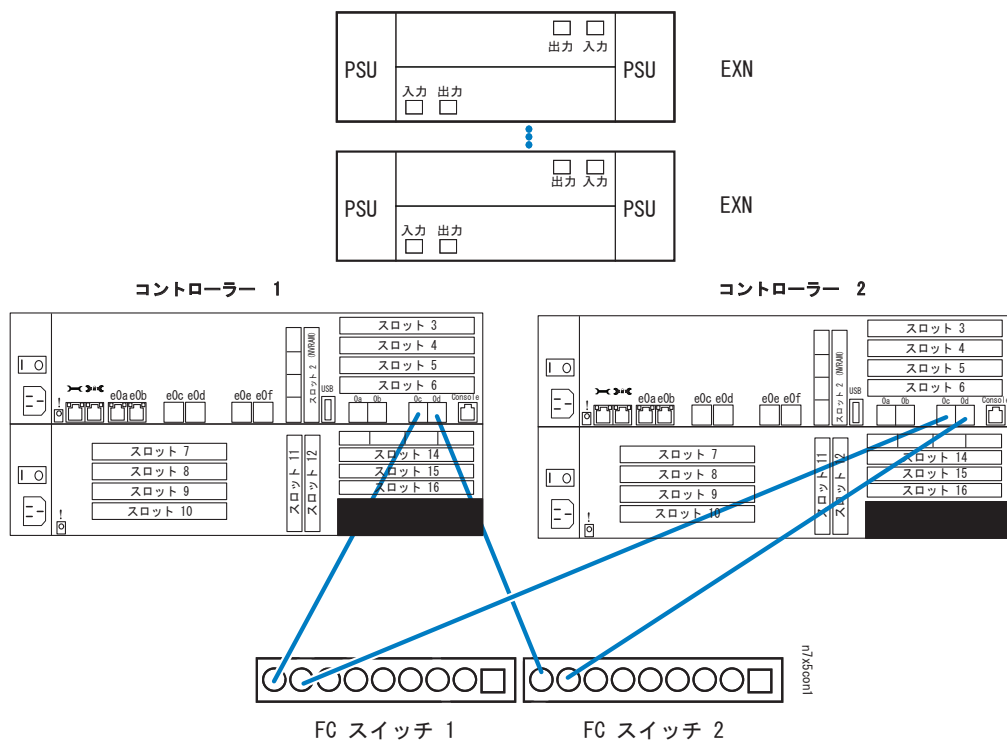 出力 入力
PSU PSU EXN
入力 出力
出力 入力
PSU PSU EXN
入力 出力
コントローラー 1
スロット 3
スロット 4
スロット 5
スロット 6
スロット 2 (NVRAM)
USB
0a 0b 0c 0d Console
! e0a e0b e0c e0d e0e e0f
I O
スロット 7
スロット 8
スロット 9
スロット 10
スロット 11
スロット 12
スロット 14
スロット 15
スロット 16
I O
!
コントローラー 2
スロット 3
スロット 4
スロット 5
スロット 6
スロット 2 (NVRAM)
USB
0a 0b 0c 0d Console
! e0a e0b e0c e0d e0e e0f
I O
スロット 7
スロット 8
スロット 9
スロット 10
スロット 11
スロット 2
スロット 14
スロット 15
スロット 16
I O
!
FC スイッチ 1
FC スイッチ 2
n7x5con1